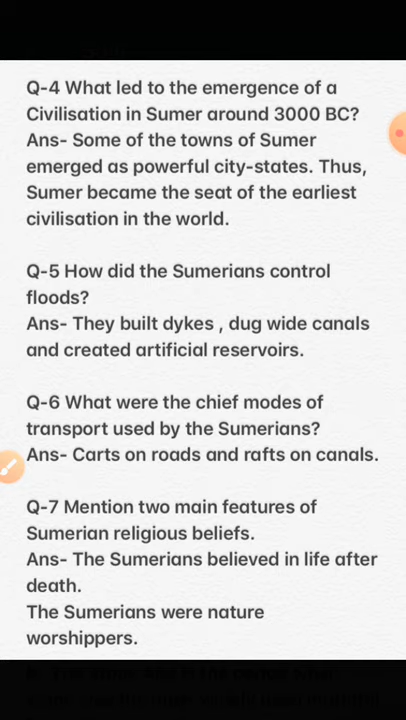 Q-4 What led to the emergence of a
Civilisation in Sumer around 3000 BC?
Ans- Some of the towns of Sumer
emerged as powerful city-states. Thus,
Sumer became the seat of the earliest
civilisation in the world.
Q-5 How did the Sumerians control
floods?
Ans- They built dykes , dug wide canals
and created artificial reservoirs.
Q-6 What were the chief modes of
transport used by the Sumerians?
Ans- Carts on roads and rafts on canals.
Q-7 Mention two main features of
Sumerian religious beliefs.
Ans- The Sumerians believed in life after
death.
The Sumerians were nature
worshippers.